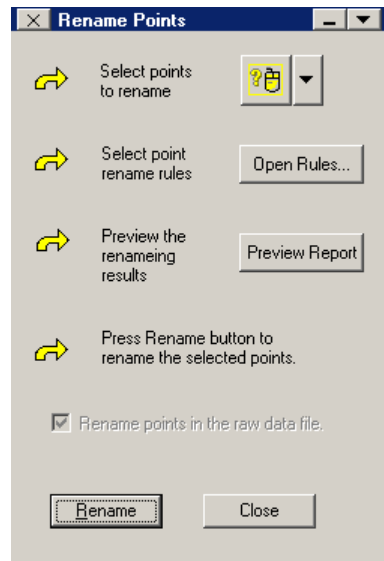 Rename Points
Select points
to rename
Select point
rename rules
Open Rules...
Preview the
renameing
results
Preview Report
Press Rename button to
rename the selected points.
Rename points in the raw data file.
Rename
Close